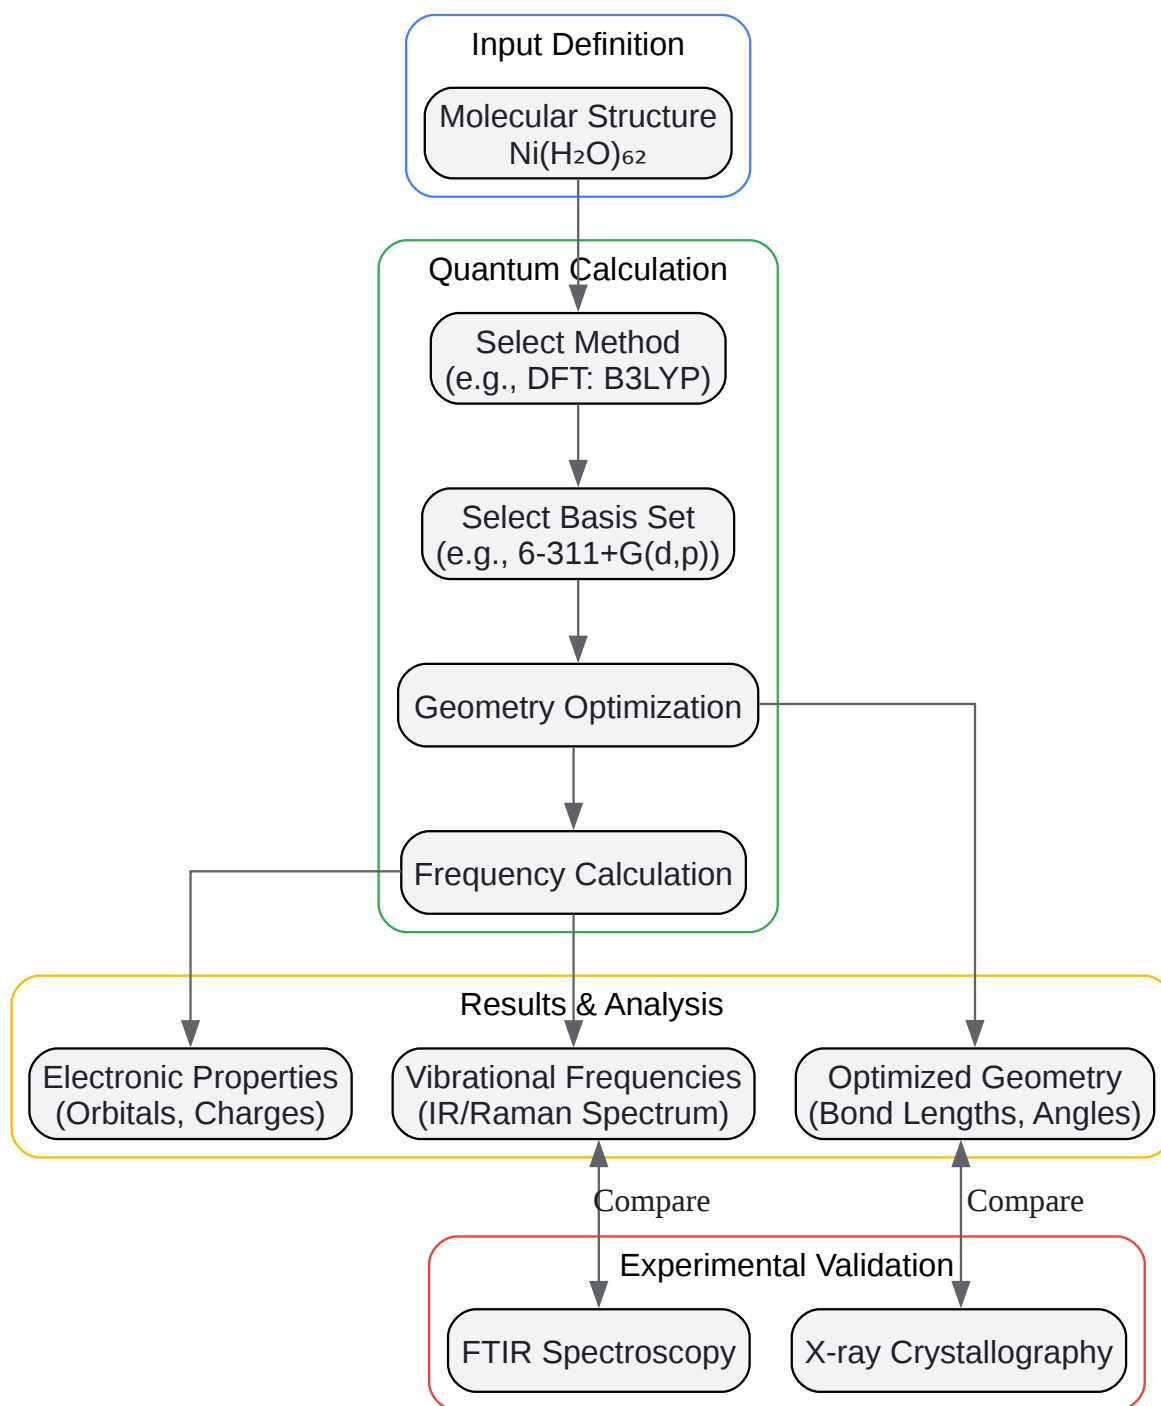 Input Definition
Molecular Structure
Ni(H₂O)₆₂
Quantum Calculation
Select Method
(e.g., DFT: B3LYP)
Select Basis Set
(e.g., 6-311+G(d,p))
Geometry Optimization
Frequency Calculation
Results & Analysis
Electronic Properties
(Orbitals, Charges)
Vibrational Frequencies
(IR/Raman Spectrum)
Optimized Geometry
(Bond Lengths, Angles)
Compare
Compare
Experimental Validation
FTIR Spectroscopy
X-ray Crystallography